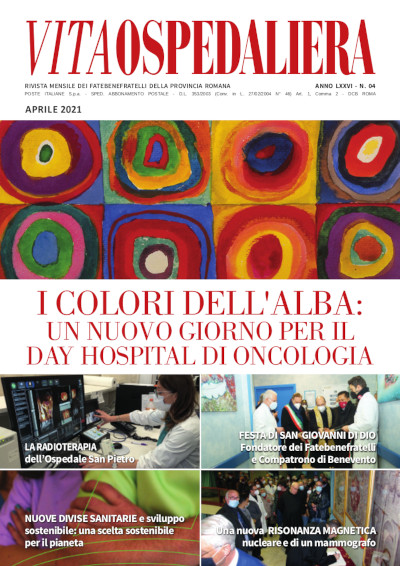 VITAOSPEDALIERA
RIVISTA MENSILE DEI FATEBENEFRATELLI DELLA PROVINCIA ROMANA
ANNO LXXVI - N. 04
POSTE ITALIANE S.p.a. - SPED. ABBONAMENTO POSTALE - D.L. 353/2003 (Conv. in L. 27/02/2004 N° 46) Art. 1, Comma 2 - DCB ROMA
APRILE 2021
I COLORI DELL'ALBA:
UN NUOVO GIORNO PER IL
DAY HOSPITAL DI ONCOLOGIA
LA RADIOTERAPIA
dell'Ospedale San Pietro
FESTA DI SAN GIOVANNI DI DIO
Fondatore dei Fatebenefratelli
e Compatrono di Benevento
NUOVE DIVISE SANITARIE e sviluppo
sostenibile: una scelta sostenibile
per il pianeta
Una nuova RISONANZA MAGNETICA
nucleare e di un mammografo